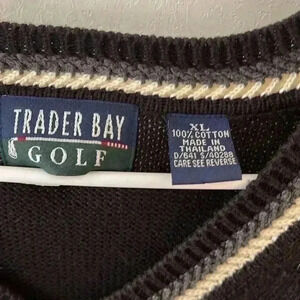 TRADER BAY
GOLF
XL
100% COTTON
MADE IN
THAILAND
D/841 S/40288
CARE SEE REVERSE